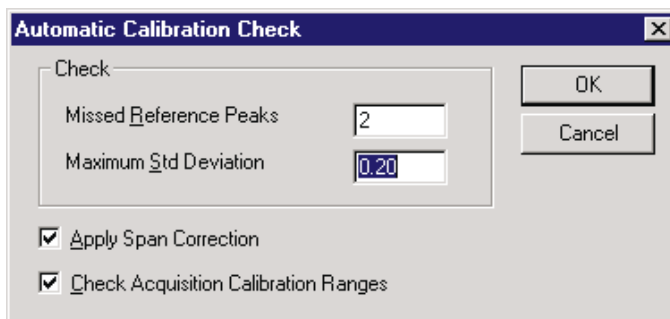 Automatic Calibration Check
Check
Missed Reference Peaks 2
Maximum Std Deviation 0.20
OK
Cancel
Apply Span Correction
Check Acquisition Calibration Ranges